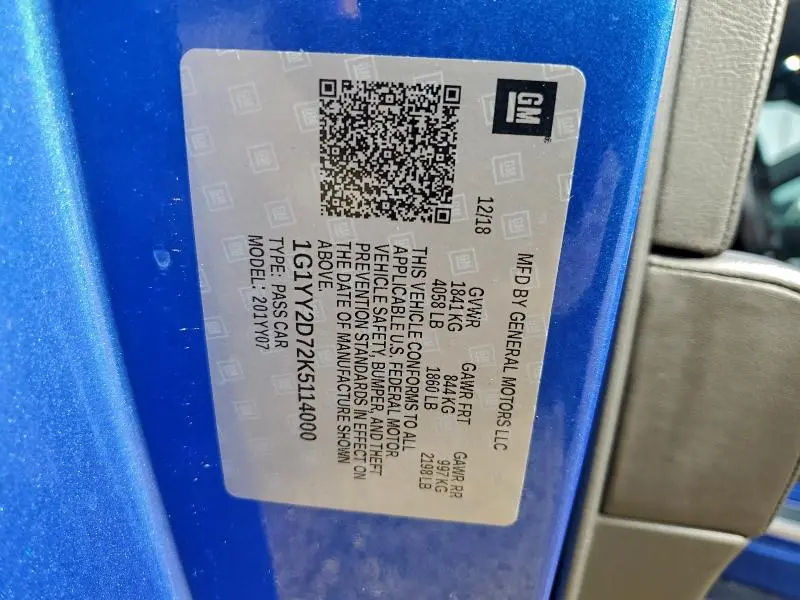 GM
MFD BY GENERAL MOTORS LLC
12/18
GVWR GAWR FRT GAWR RR
1841 KG 844 KG 997 KG
4058 LB 1860 LB 2198 LB
THIS VEHICLE CONFORMS TO ALL
APPLICABLE U.S. FEDERAL MOTOR
VEHICLE SAFETY, BUMPER, AND THEFT
PREVENTION STANDARDS IN EFFECT ON
THE DATE OF MANUFACTURE SHOWN
ABOVE.
1G1YY2D72K5114000
TYPE: PASS CAR
MODEL: 201YY07